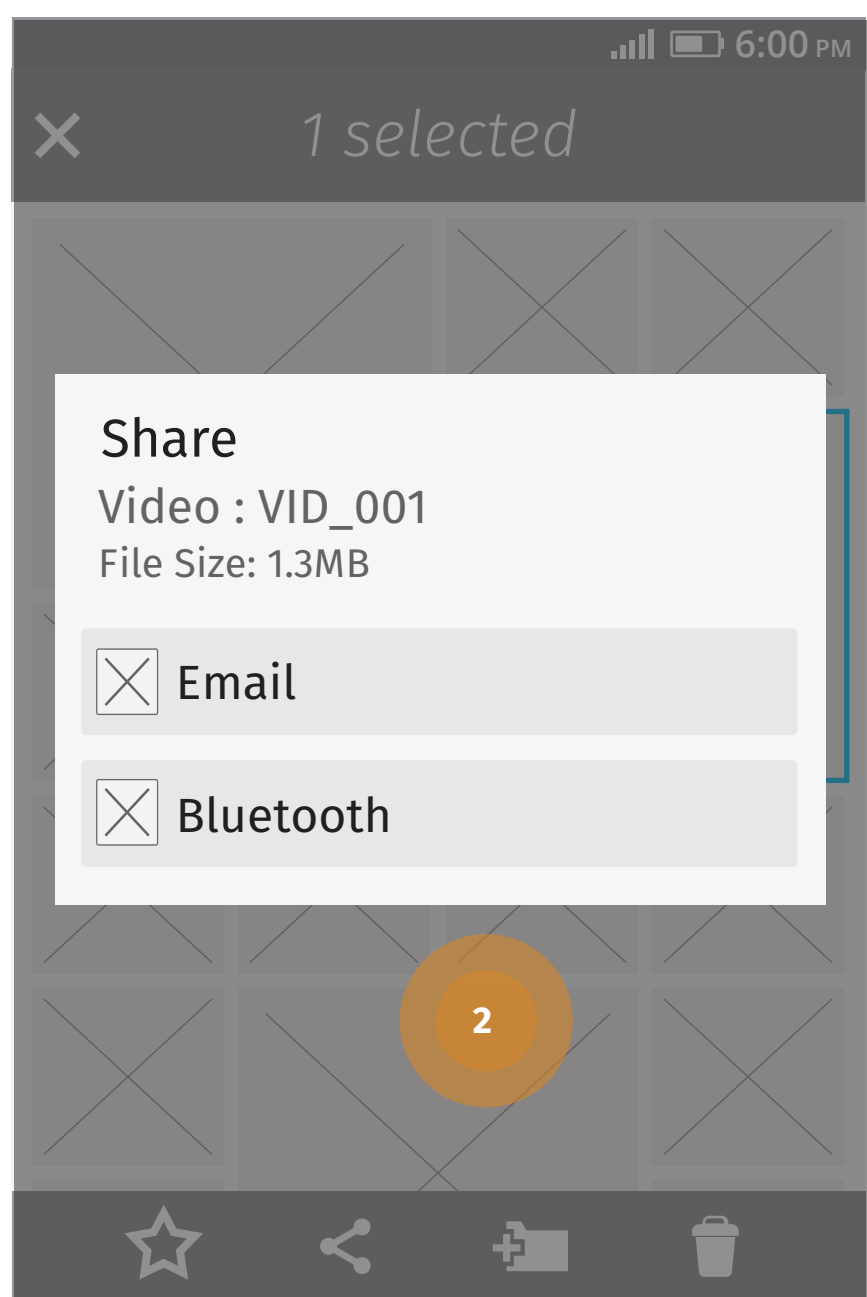 6:00 PM
1 selected
Share
Video : VID_001
File Size: 1.3MB
Email
Bluetooth
2